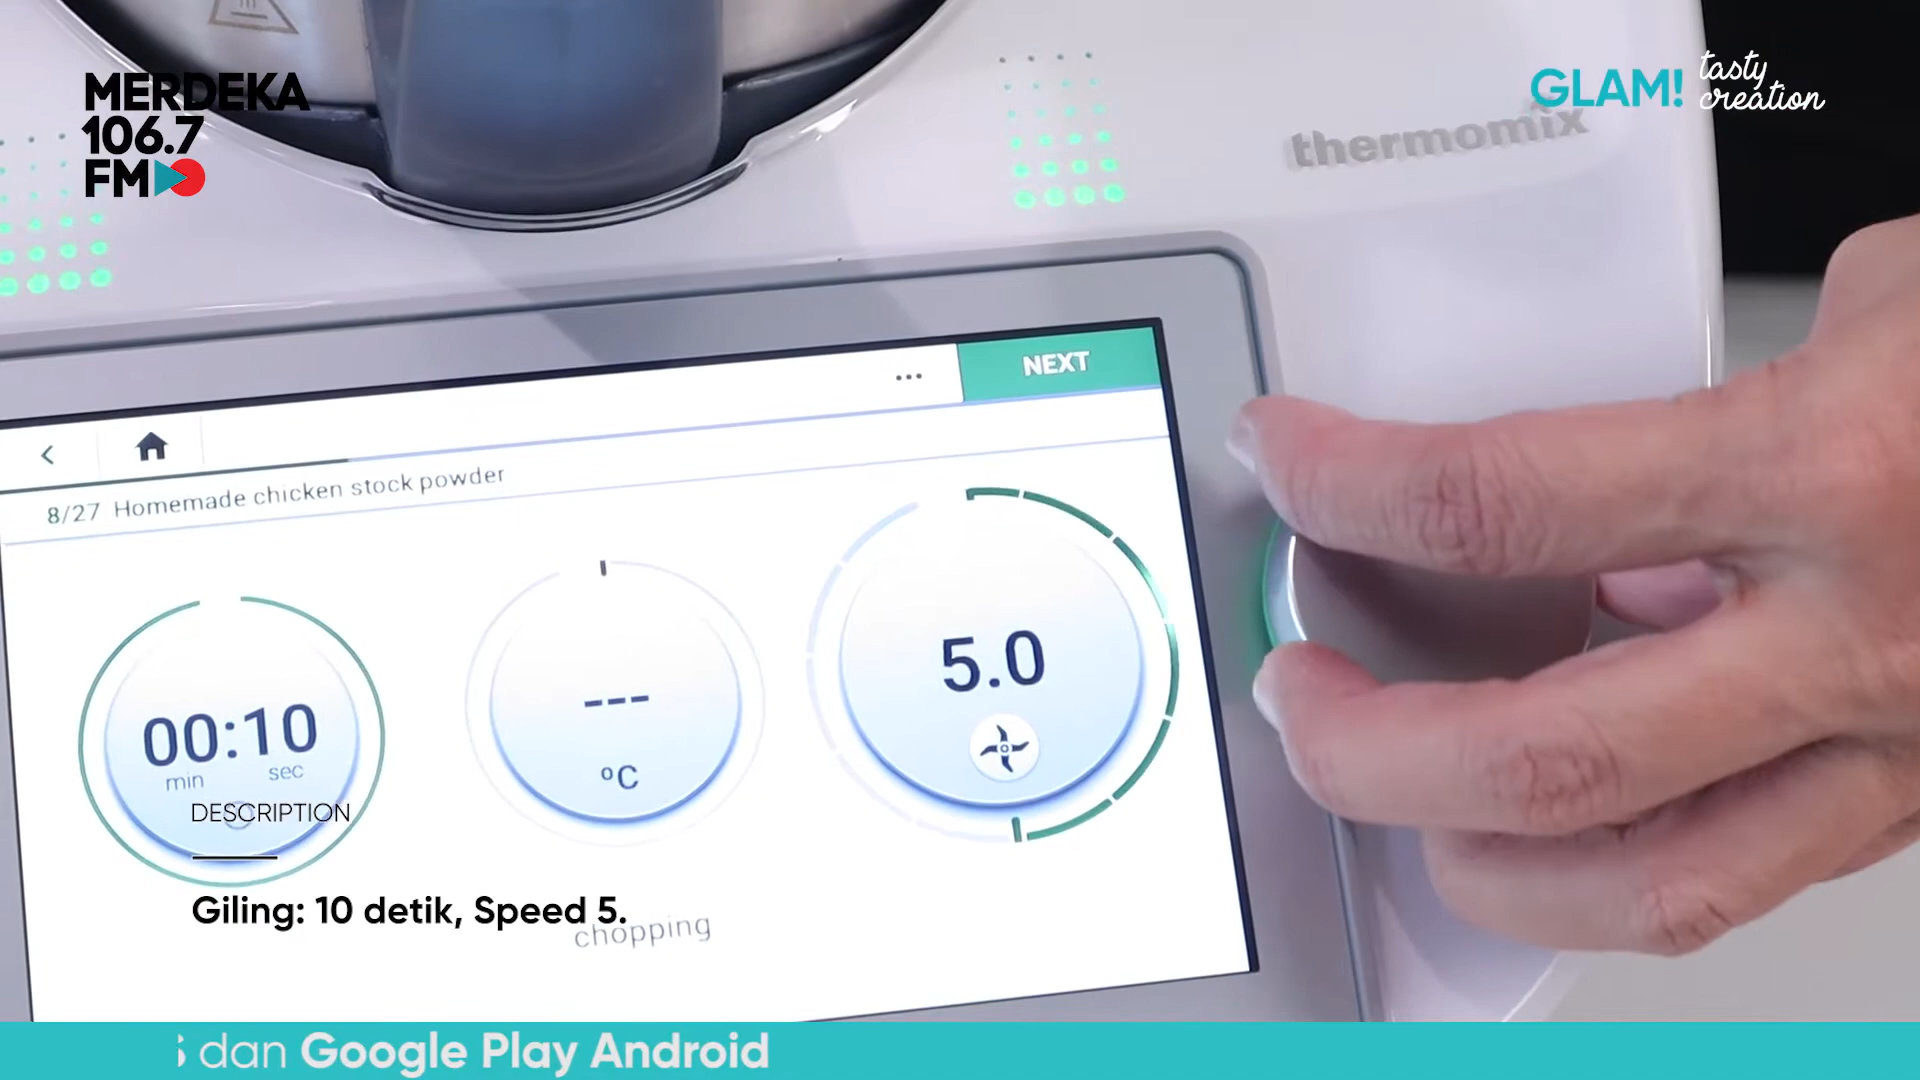 MERDEKA
106.7
FM
GLAM! tasty
creation
thermomix
NEXT
8/27 Homemade chicken stock powder
00:10
min sec
---
°C
5.0
DESCRIPTION
Giling: 10 detik, Speed 5.
chopping
dan Google Play Android